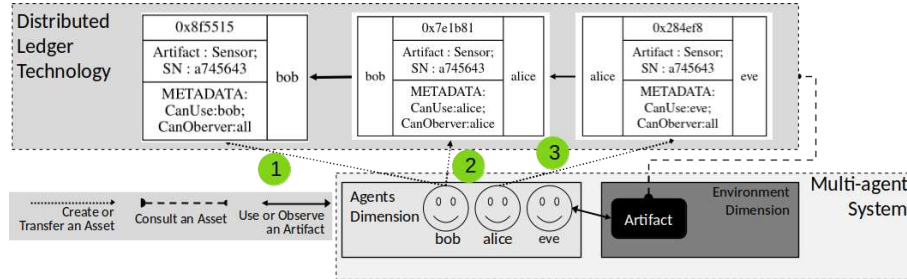 Distributed
Ledger
Technology
0x8f5515
Artifact : Sensor;
SN : a745643
METADATA:
CanUse:bob;
CanOberver:all
bob
bob
0x7e1b81
Artifact : Sensor;
SN : a745643
METADATA:
CanUse:alice;
CanOberver:alice
alice
alice
0x284ef8
Artifact : Sensor;
SN : a745643
METADATA:
CanUse:eve;
CanOberver:all
eve
1
2
3
Create or
Transfer an Asset
Consult an Asset
Use or Observe
an Artifact
Agents
Dimension
bob
alice
eve
Artifact
Environment
Dimension
Multi-agent
System